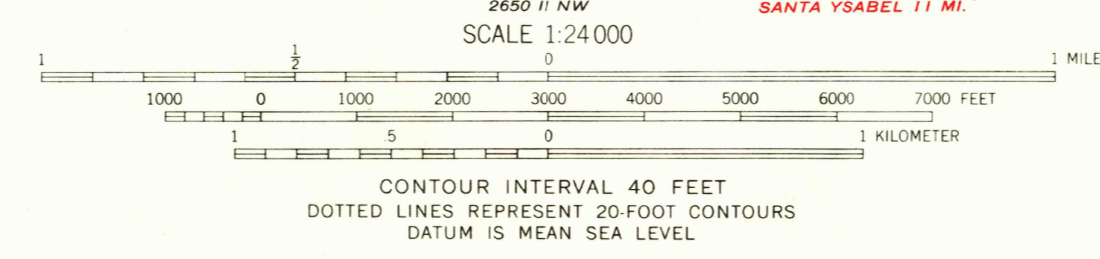 2650 II NW
SANTA YSABEL 11 MI.
SCALE 1:24000
1 1/2 0 1 MILE
1000 0 1000 2000 3000 4000 5000 6000 7000 FEET
1 .5 0 1 KILOMETER
CONTOUR INTERVAL 40 FEET
DOTTED LINES REPRESENT 20-FOOT CONTOURS
DATUM IS MEAN SEA LEVEL